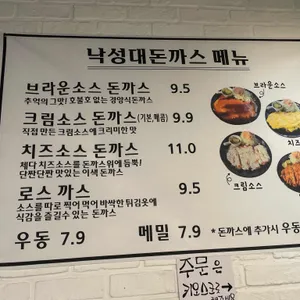 낙성대돈까스 메뉴
브라운소스 돈까스 9.5
추억의그맛! 호불호 없는 경양식돈까스
크림소스 돈까스(기본,매콤) 9.9
직접 만든 크림소스에 크리미한 맛
치즈소스 돈까스 11.0
체다 치즈소스를 돈까스위에 듬뿍!
단짠단짠 맛있는 이색 돈까스
로스 까스 9.5
소스를 따로 찍어 먹어 바싹한 튀김옷에
식감을 즐길수 있는 돈까스
우동 7.9 메밀 7.9 * 돈까스에 추가시 우동
브라운소스
크림소스
치즈
주문은
키오스크로